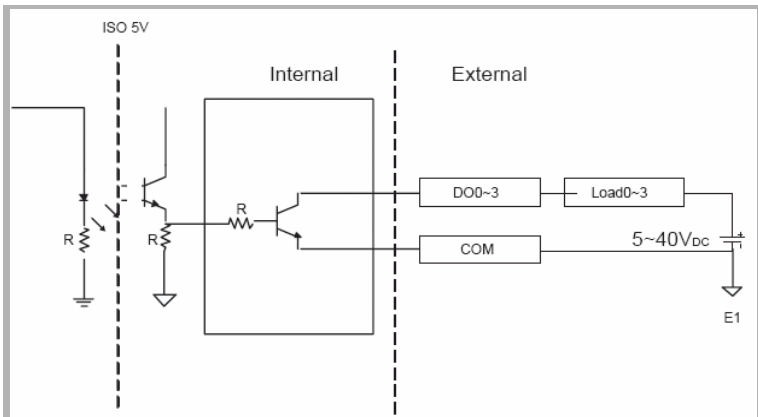 ISO 5V
Internal
External
R
R
R
DO0~3
Load0~3
COM
5~40VDC
+
-
E1